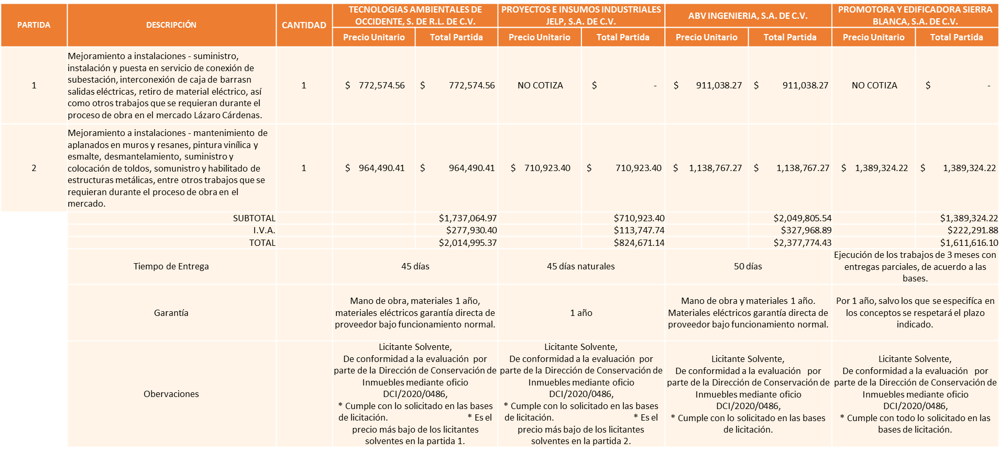 PARTIDA
DESCRIPCIÓN
CANTIDAD
TECNOLOGIAS AMBIENTALES DE
OCCIDENTE, S. DE R.L. DE C.V.
PROYECTOS E INSUMOS INDUSTRIALES
JELP, S.A. DE C.V.
ABV INGENIERIA, S.A. DE C.V.
PROMOTORA Y EDIFICADORA SIERRA
BLANCA, S.A. DE C.V.
Precio Unitario
Total Partida
Precio Unitario
Total Partida
Precio Unitario
Total Partida
Precio Unitario
Total Partida
1
Mejoramiento a instalaciones - suministro,
instalación y puesta en servicio de conexión de
subestación, interconexión de caja de barrasn
salidas eléctricas, retiro de material eléctrico, así
como otros trabajos que se requieran durante el
proceso de obra en el mercado Lázaro Cárdenas.
1
$ 772,574.56
$ 772,574.56
NO COTIZA
$ -
$ 911,038.27
$ 911,038.27
NO COTIZA
$ -
2
Mejoramiento a instalaciones - mantenimiento de
aplanados en muros y resanes, pintura vinílica y
esmalte, desmantelamiento, suministro y
colocación de toldos, somunistro y habilitado de
estructuras metálicas, entre otros trabajos que se
requieran durante el proceso de obra en el
mercado.
1
$ 964,490.41
$ 964,490.41
$ 710,923.40
$ 710,923.40
$ 1,138,767.27
$ 1,138,767.27
$ 1,389,324.22
$ 1,389,324.22
SUBTOTAL
$1,737,064.97
$710,923.40
$2,049,805.54
$1,389,324.22
I.V.A.
$277,930.40
$113,747.74
$327,968.89
$222,291.88
TOTAL
$2,014,995.37
$824,671.14
$2,377,774.43
$1,611,616.10
Tiempo de Entrega
45 días
45 días naturales
50 días
Ejecución de los trabajos de 3 meses con
entregas parciales, de acuerdo a las
bases.
Garantía
Mano de obra, materiales 1 año,
materiales eléctricos garantía directa de
proveedor bajo funcionamiento normal.
1 año
Mano de obra y materiales 1 año.
Materiales eléctricos garantía directa de
proveedor bajo funcionamiento normal.
Por 1 año, salvo los que se especifíca en
los conceptos se respetará el plazo
indicado.
Obervaciones
Licitante Solvente,
De conformidad a la evaluación por
parte de la Dirección de Conservación de
Inmuebles mediante oficio
DCI/2020/0486,
* Cumple con lo solicitado en las bases
de licitación. * Es el
precio más bajo de los licitantes
solventes en la partida 1.
Licitante Solvente,
De conformidad a la evaluación por
parte de la Dirección de Conservación de
Inmuebles mediante oficio
DCI/2020/0486,
* Cumple con lo solicitado en las bases
de licitación. * Es el
precio más bajo de los licitantes
solventes en la partida 2.
Licitante Solvente,
De conformidad a la evaluación por
parte de la Dirección de Conservación de
Inmuebles mediante oficio
DCI/2020/0486,
* Cumple con lo solicitado en las bases
de licitación.
Licitante Solvente,
De conformidad a la evaluación por
parte de la Dirección de Conservación de
Inmuebles mediante oficio
DCI/2020/0486,
* Cumple con todo lo solicitado en las
bases de licitación.